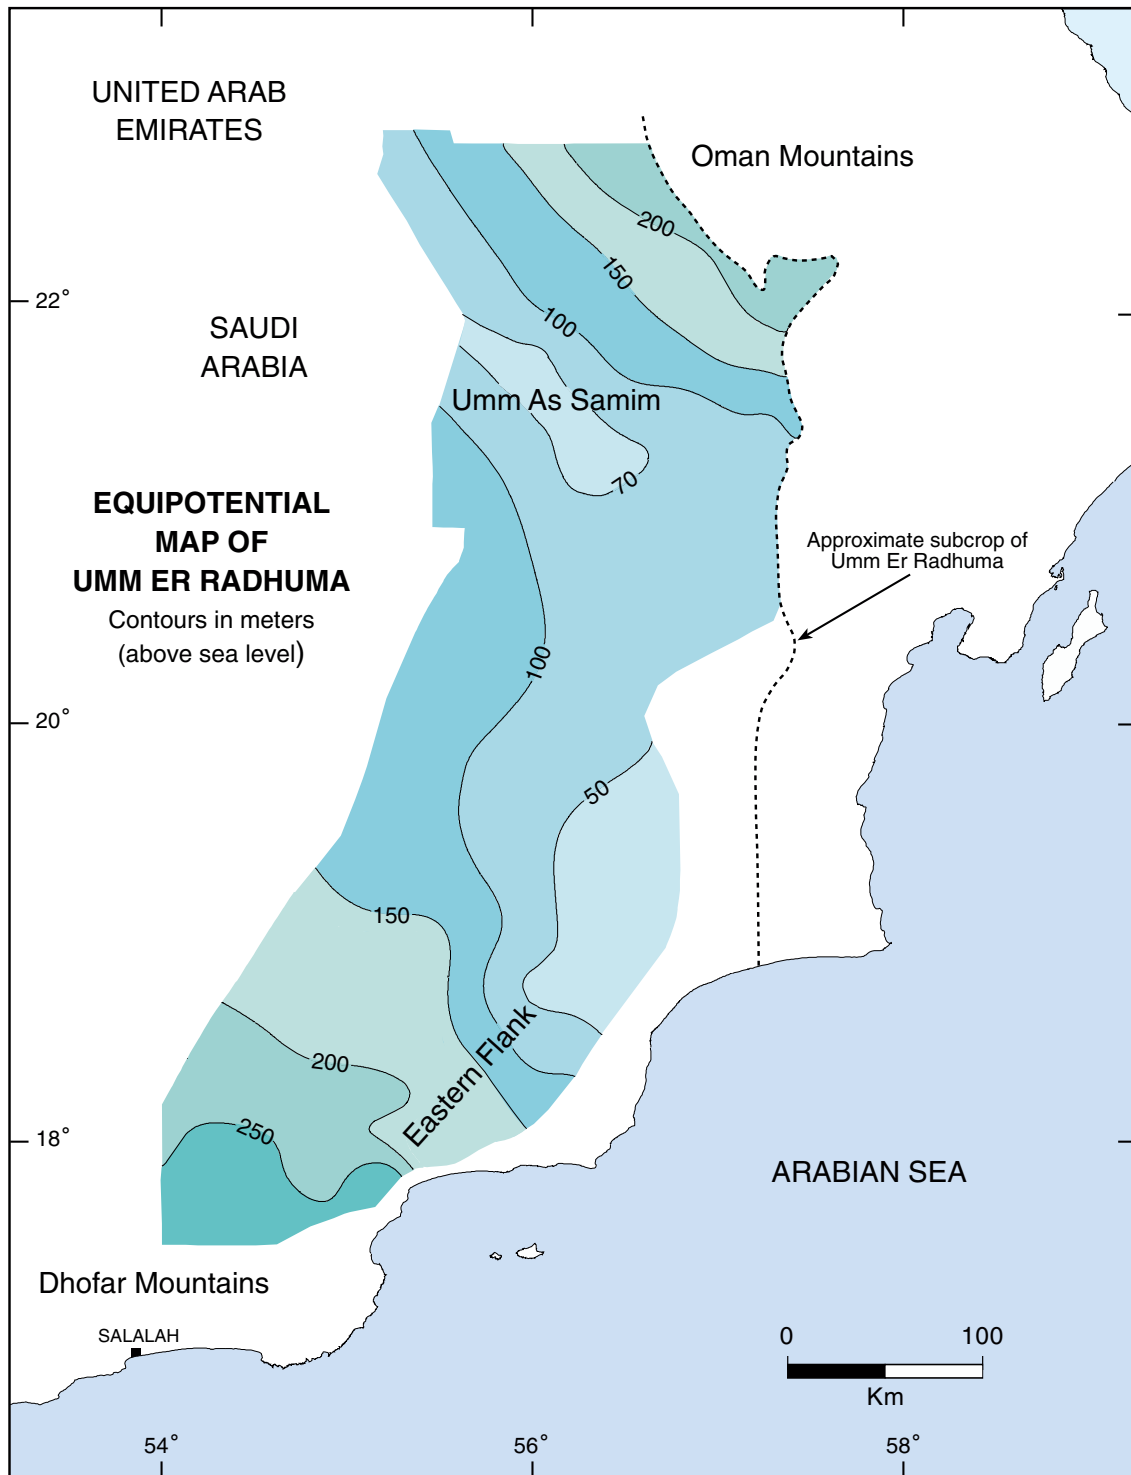 UNITED ARAB
EMIRATES
Oman Mountains
200
150
22°
100
SAUDI
ARABIA
Umm As Samim
70
EQUIPOTENTIAL
MAP OF
UMM ER RADHUMA
Contours in meters
(above sea level)
Approximate subcrop of
Umm Er Radhuma
100
20°
50
150
Eastern Flank
200
250
18°
ARABIAN SEA
Dhofar Mountains
SALALAH
0 100
Km
54° 56° 58°